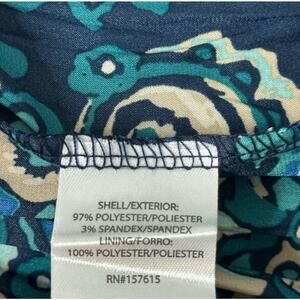 SHELL/EXTERIOR:
97% POLYESTER/POLIESTER
3% SPANDEX/SPANDEX
LINING/FORRO:
100% POLYESTER/POLIESTER
RN#157615